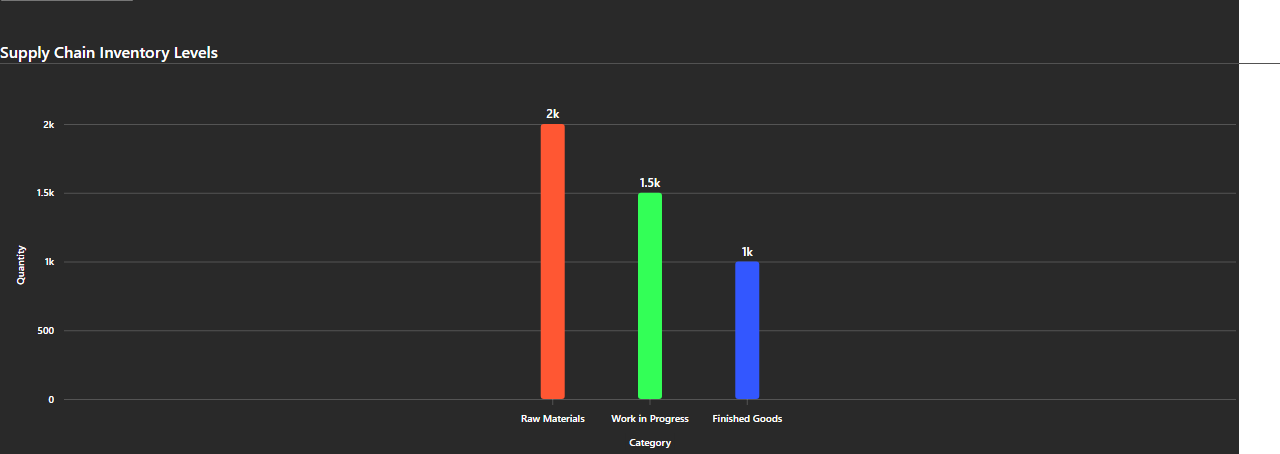 Supply Chain Inventory Levels
2k
2k
1.5k
1.5k
1k
1k
Quantity
500
0
Raw Materials Work in Progress Finished Goods
Category